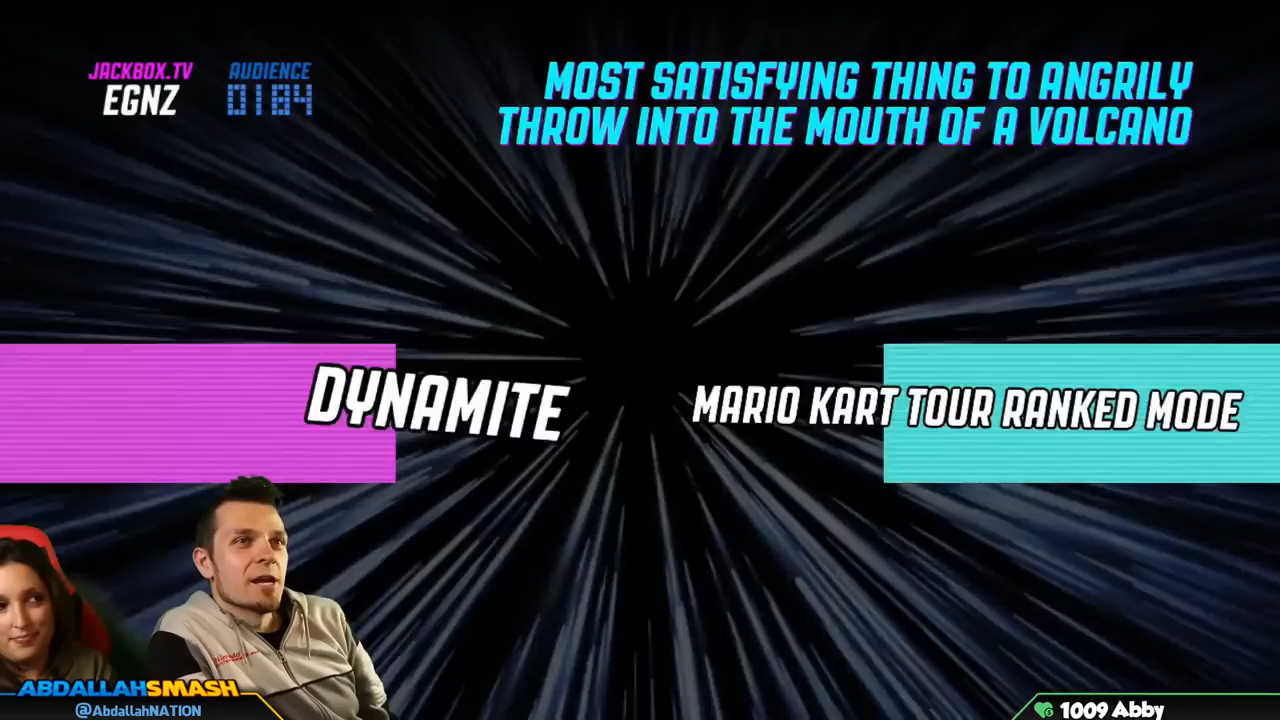 JACKBOX.TV
EGNZ
AUDIENCE
0184
MOST SATISFYING THING TO ANGRILY
THROW INTO THE MOUTH OF A VOLCANO
DYNAMITE
MARIO KART TOUR RANKED MODE
ABDALLAHSMASH
@AbdallahNATION
1009 Abby